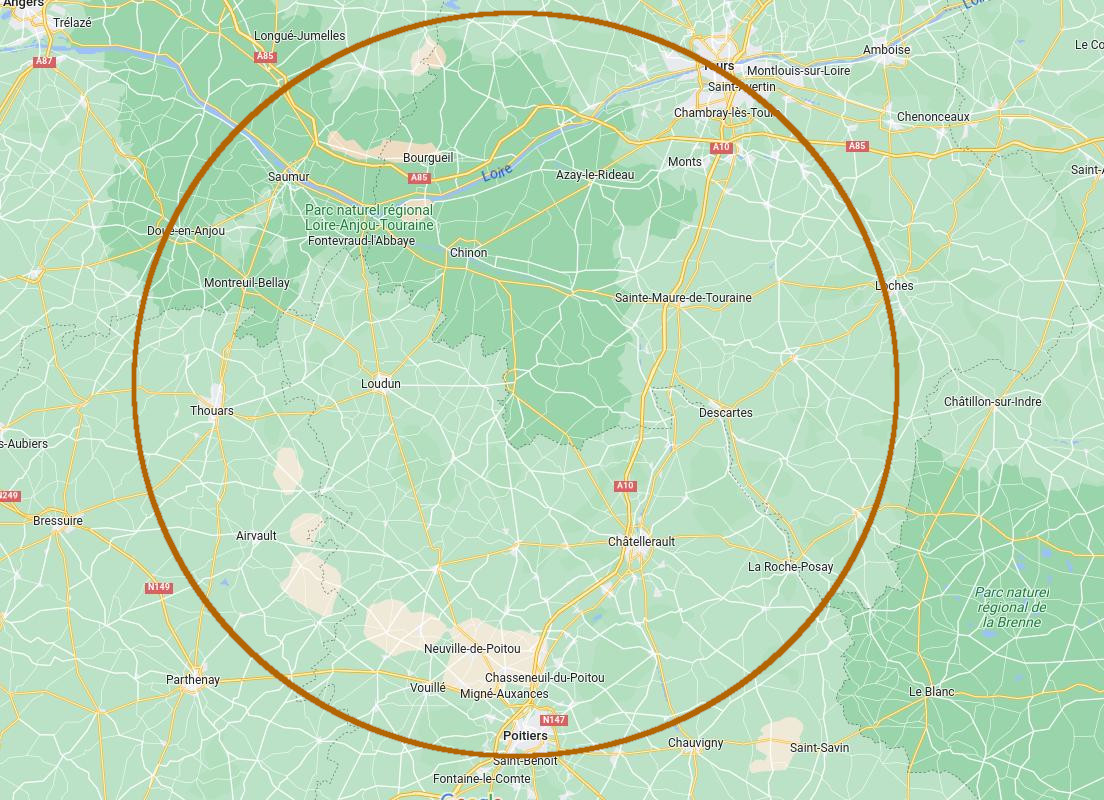 Angers
Trélazé
Longué-Jumelles
A85
A87
Loire
Le Co
Amboise
Tours
Montlouis-sur-Loire
Saint-Avertin
Chambray-lès-Tour
Chenonceaux
A10
A85
Bourgueil
Monts
Saint-A
Saumur
A85
Loire
Azay-le-Rideau
Parc naturel régional
Loire-Anjou-Touraine
Doué-en-Anjou
Fontevraud-l'Abbaye
Chinon
Montreuil-Bellay
Loches
Sainte-Maure-de-Touraine
Loudun
Châtillon-sur-Indre
Thouars
Descartes
s-Aubiers
A10
N249
Bressuire
Airvault
Châtellerault
La Roche-Posay
N149
Parc naturel
régional de
la Brenne
Neuville-de-Poitou
Parthenay
Chasseneuil-du-Poitou
Vouillé
Migné-Auxances
Le Blanc
N147
Poitiers
Chauvigny
Saint-Savin
Saint-Benoît
Fontaine-le-Comte
Google